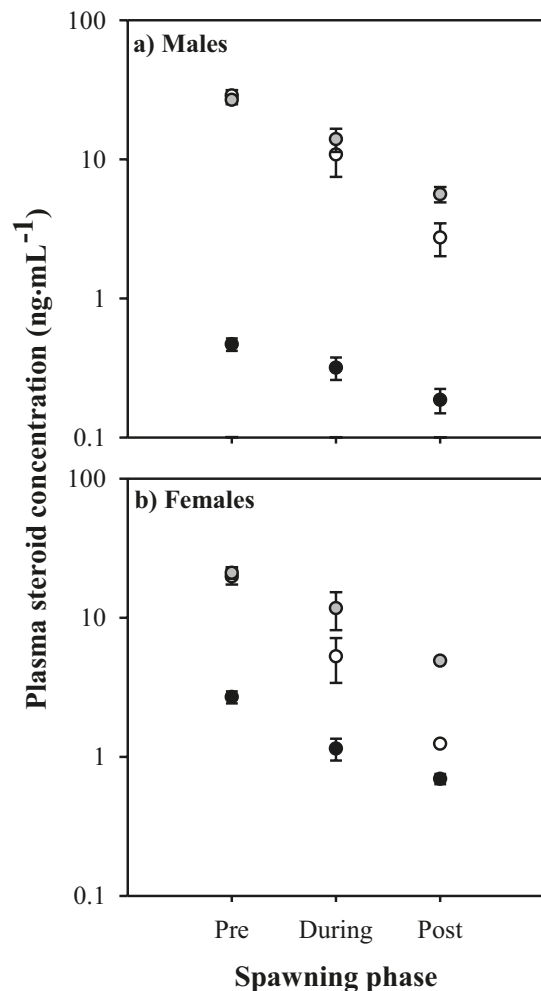 Plasma steroid concentration (ng·mL⁻¹)
100
a) Males
10
1
0.1
100
b) Females
10
1
0.1
Pre During Post
Spawning phase